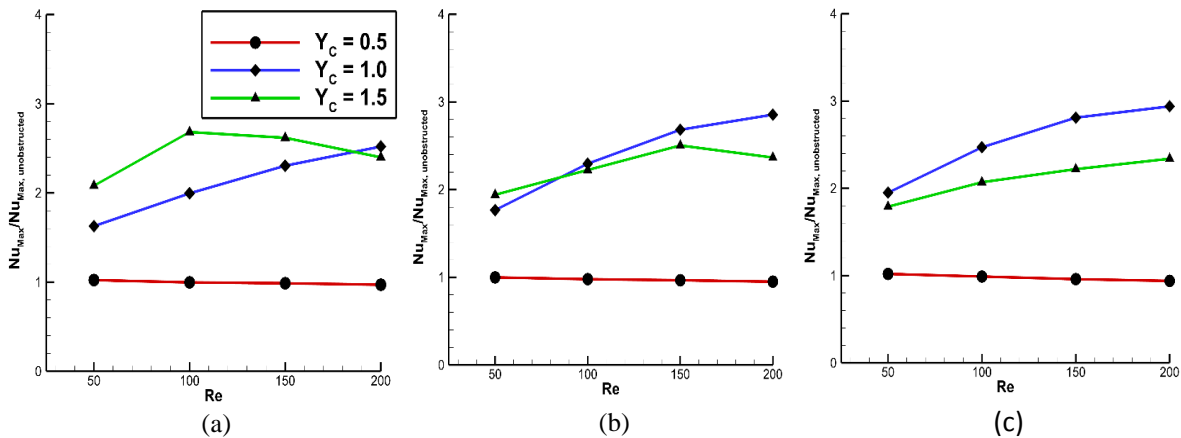 4
3
2
1
0
Nu_Max/Nu_Max, unobstructed
Y_C = 0.5
Y_C = 1.0
Y_C = 1.5
50 100 150 200
Re
(a)
4
3
2
1
0
Nu_Max/Nu_Max, unobstructed
50 100 150 200
Re
(b)
4
3
2
1
0
Nu_Max/Nu_Max, unobstructed
50 100 150 200
Re
(c)